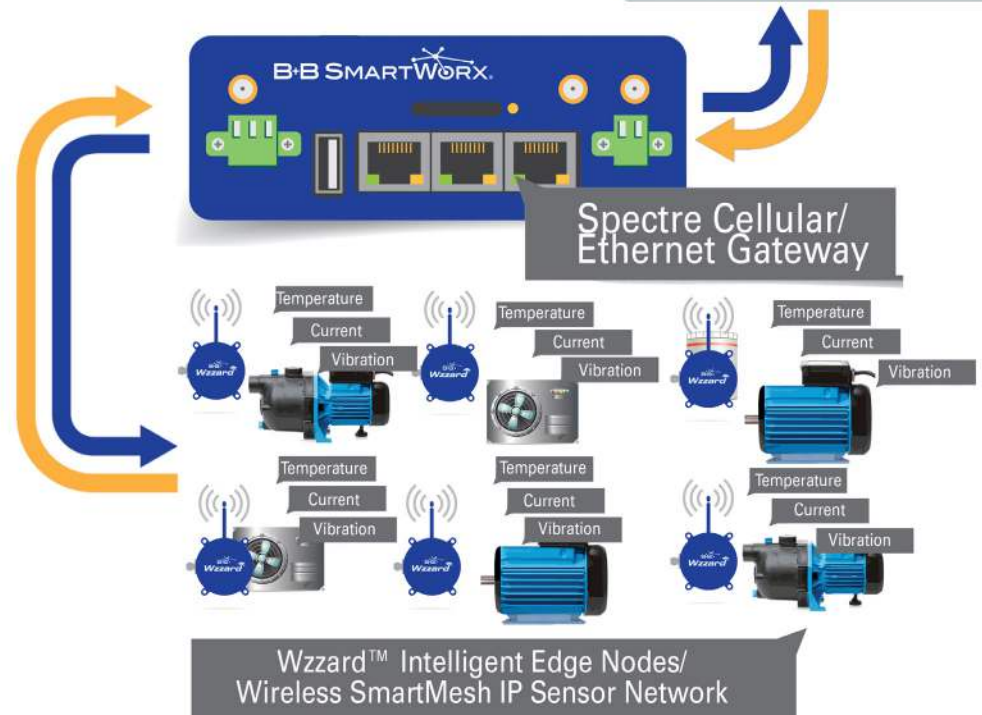 B+B SMARTWORX®
Spectre Cellular/
Ethernet Gateway
Temperature
Current
Vibration
Wzzard
Temperature
Current
Vibration
Wzzard
Temperature
Current
Vibration
Wzzard
Temperature
Current
Vibration
Wzzard
Temperature
Current
Vibration
Wzzard
Temperature
Current
Vibration
Wzzard
Wzzard™ Intelligent Edge Nodes/
Wireless SmartMesh IP Sensor Network